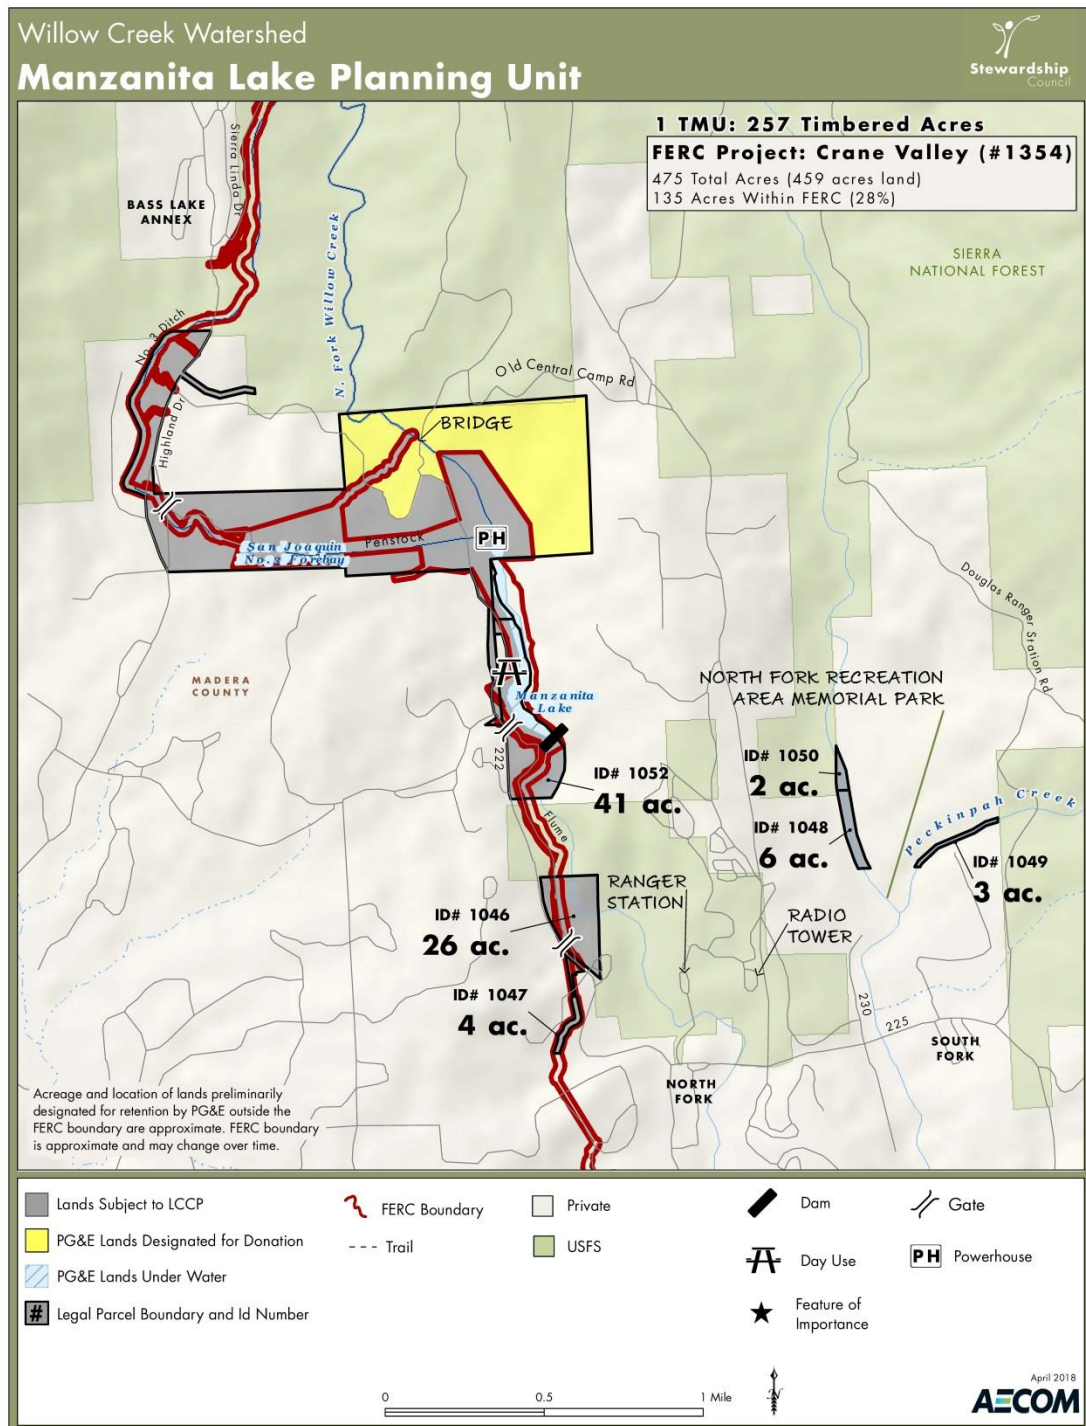 Willow Creek Watershed
Manzanita Lake Planning Unit
Stewardship
Council
1 TMU: 257 Timbered Acres
FERC Project: Crane Valley (#1354)
475 Total Acres (459 acres land)
135 Acres Within FERC (28%)
Sierra Linda Dr
BASS LAKE
ANNEX
N. Fork Willow Creek
SIERRA
NATIONAL FOREST
No. 3 Ditch
Highland Dr
Old Central Camp Rd
BRIDGE
San Joaquin
No.3 Forebay
Penstock
PH
Douglas Ranger Station Rd
MADERA
COUNTY
Manzanita
Lake
222
NORTH FORK RECREATION
AREA MEMORIAL PARK
ID# 1052
41 ac.
ID# 1050
2 ac.
ID# 1048
6 ac.
Peckinpah Creek
ID# 1049
3 ac.
Flume
RANGER
STATION
ID# 1046
26 ac.
RADIO
TOWER
ID# 1047
4 ac.
230
225
SOUTH
FORK
NORTH
FORK
Acreage and location of lands preliminarily
designated for retention by PG&E outside the
FERC boundary are approximate. FERC boundary
is approximate and may change over time.
Lands Subject to LCCP
PG&E Lands Designated for Donation
PG&E Lands Under Water
# Legal Parcel Boundary and Id Number
FERC Boundary
Trail
Private
USFS
Dam
Day Use
Feature of
Importance
Gate
PH Powerhouse
0 0.5 1 Mile
N
April 2018
AECOM